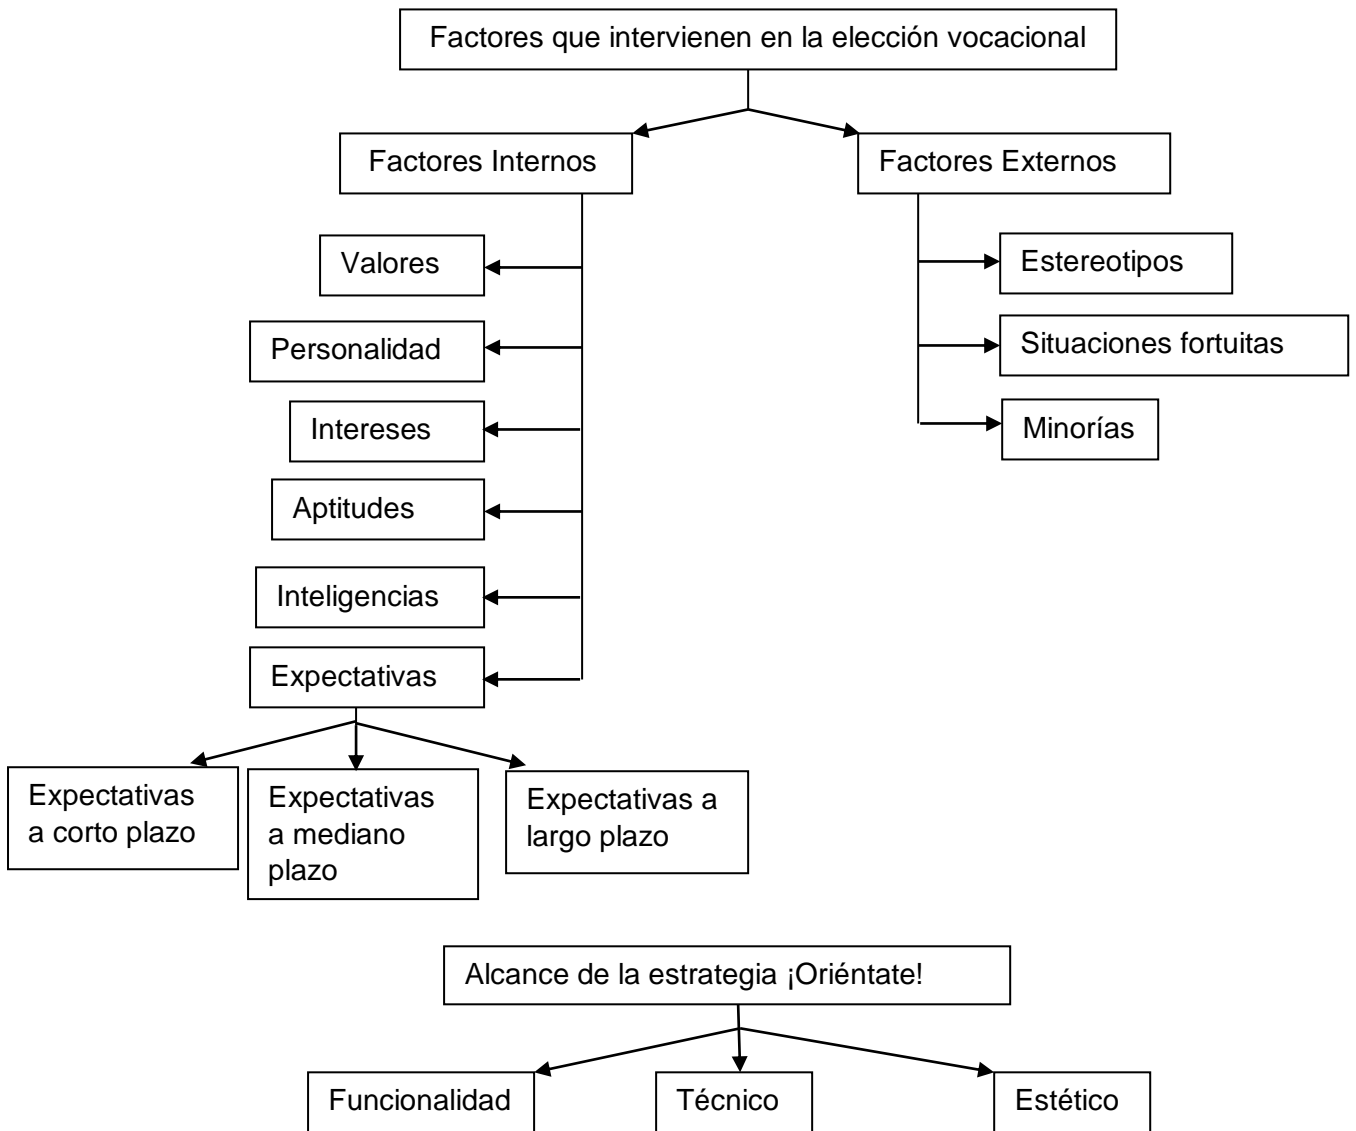 Factores que intervienen en la elección vocacional
Factores Internos
Factores Externos
Valores
Estereotipos
Personalidad
Situaciones fortuitas
Intereses
Minorías
Aptitudes
Inteligencias
Expectativas
Expectativas
a corto plazo
Expectativas
a mediano
plazo
Expectativas a
largo plazo
Alcance de la estrategia ¡Oriéntate!
Funcionalidad
Técnico
Estético